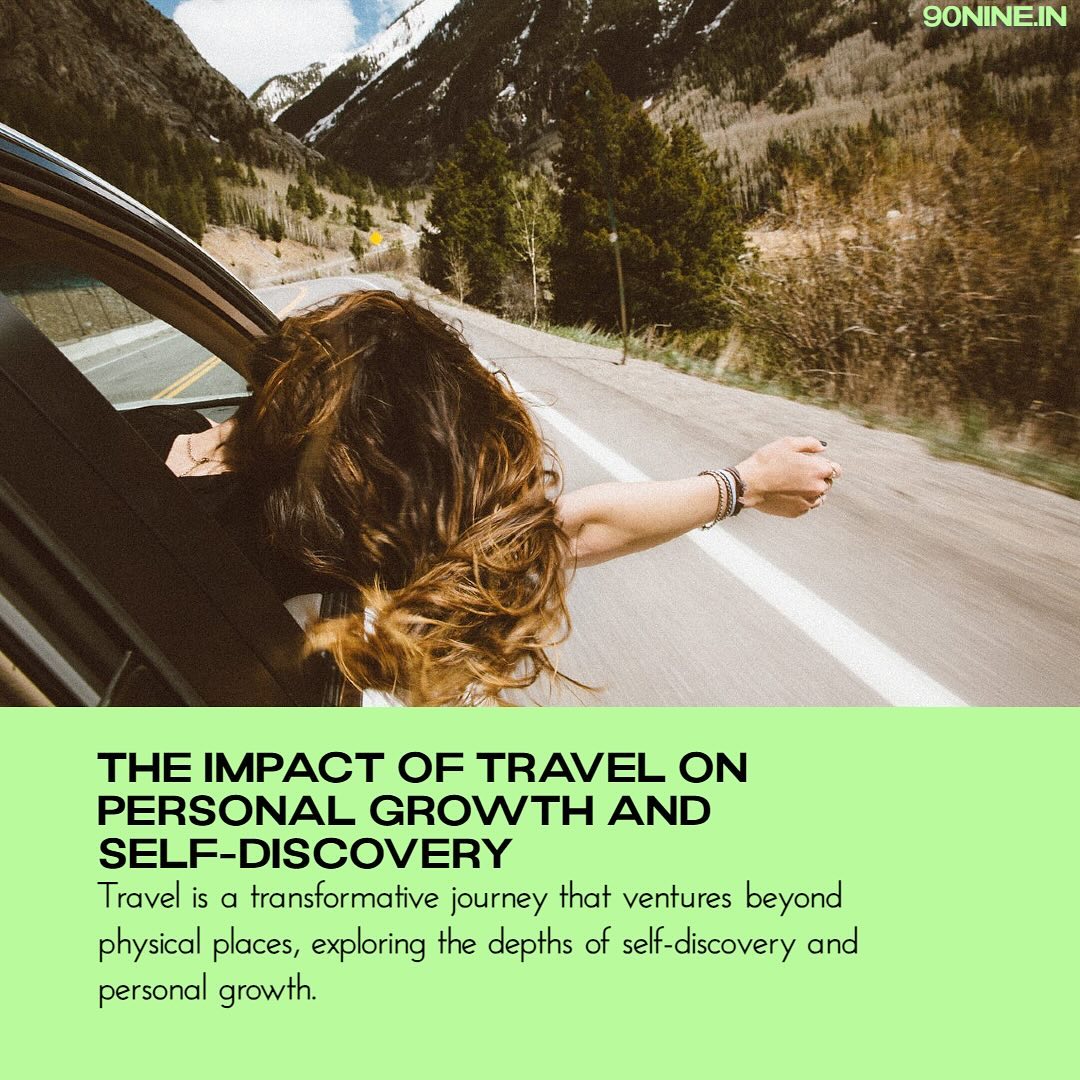 90NINE.IN
THE IMPACT OF TRAVEL ON
PERSONAL GROWTH AND
SELF-DISCOVERY
Travel is a transformative journey that ventures beyond
physical places, exploring the depths of self-discovery and
personal growth.